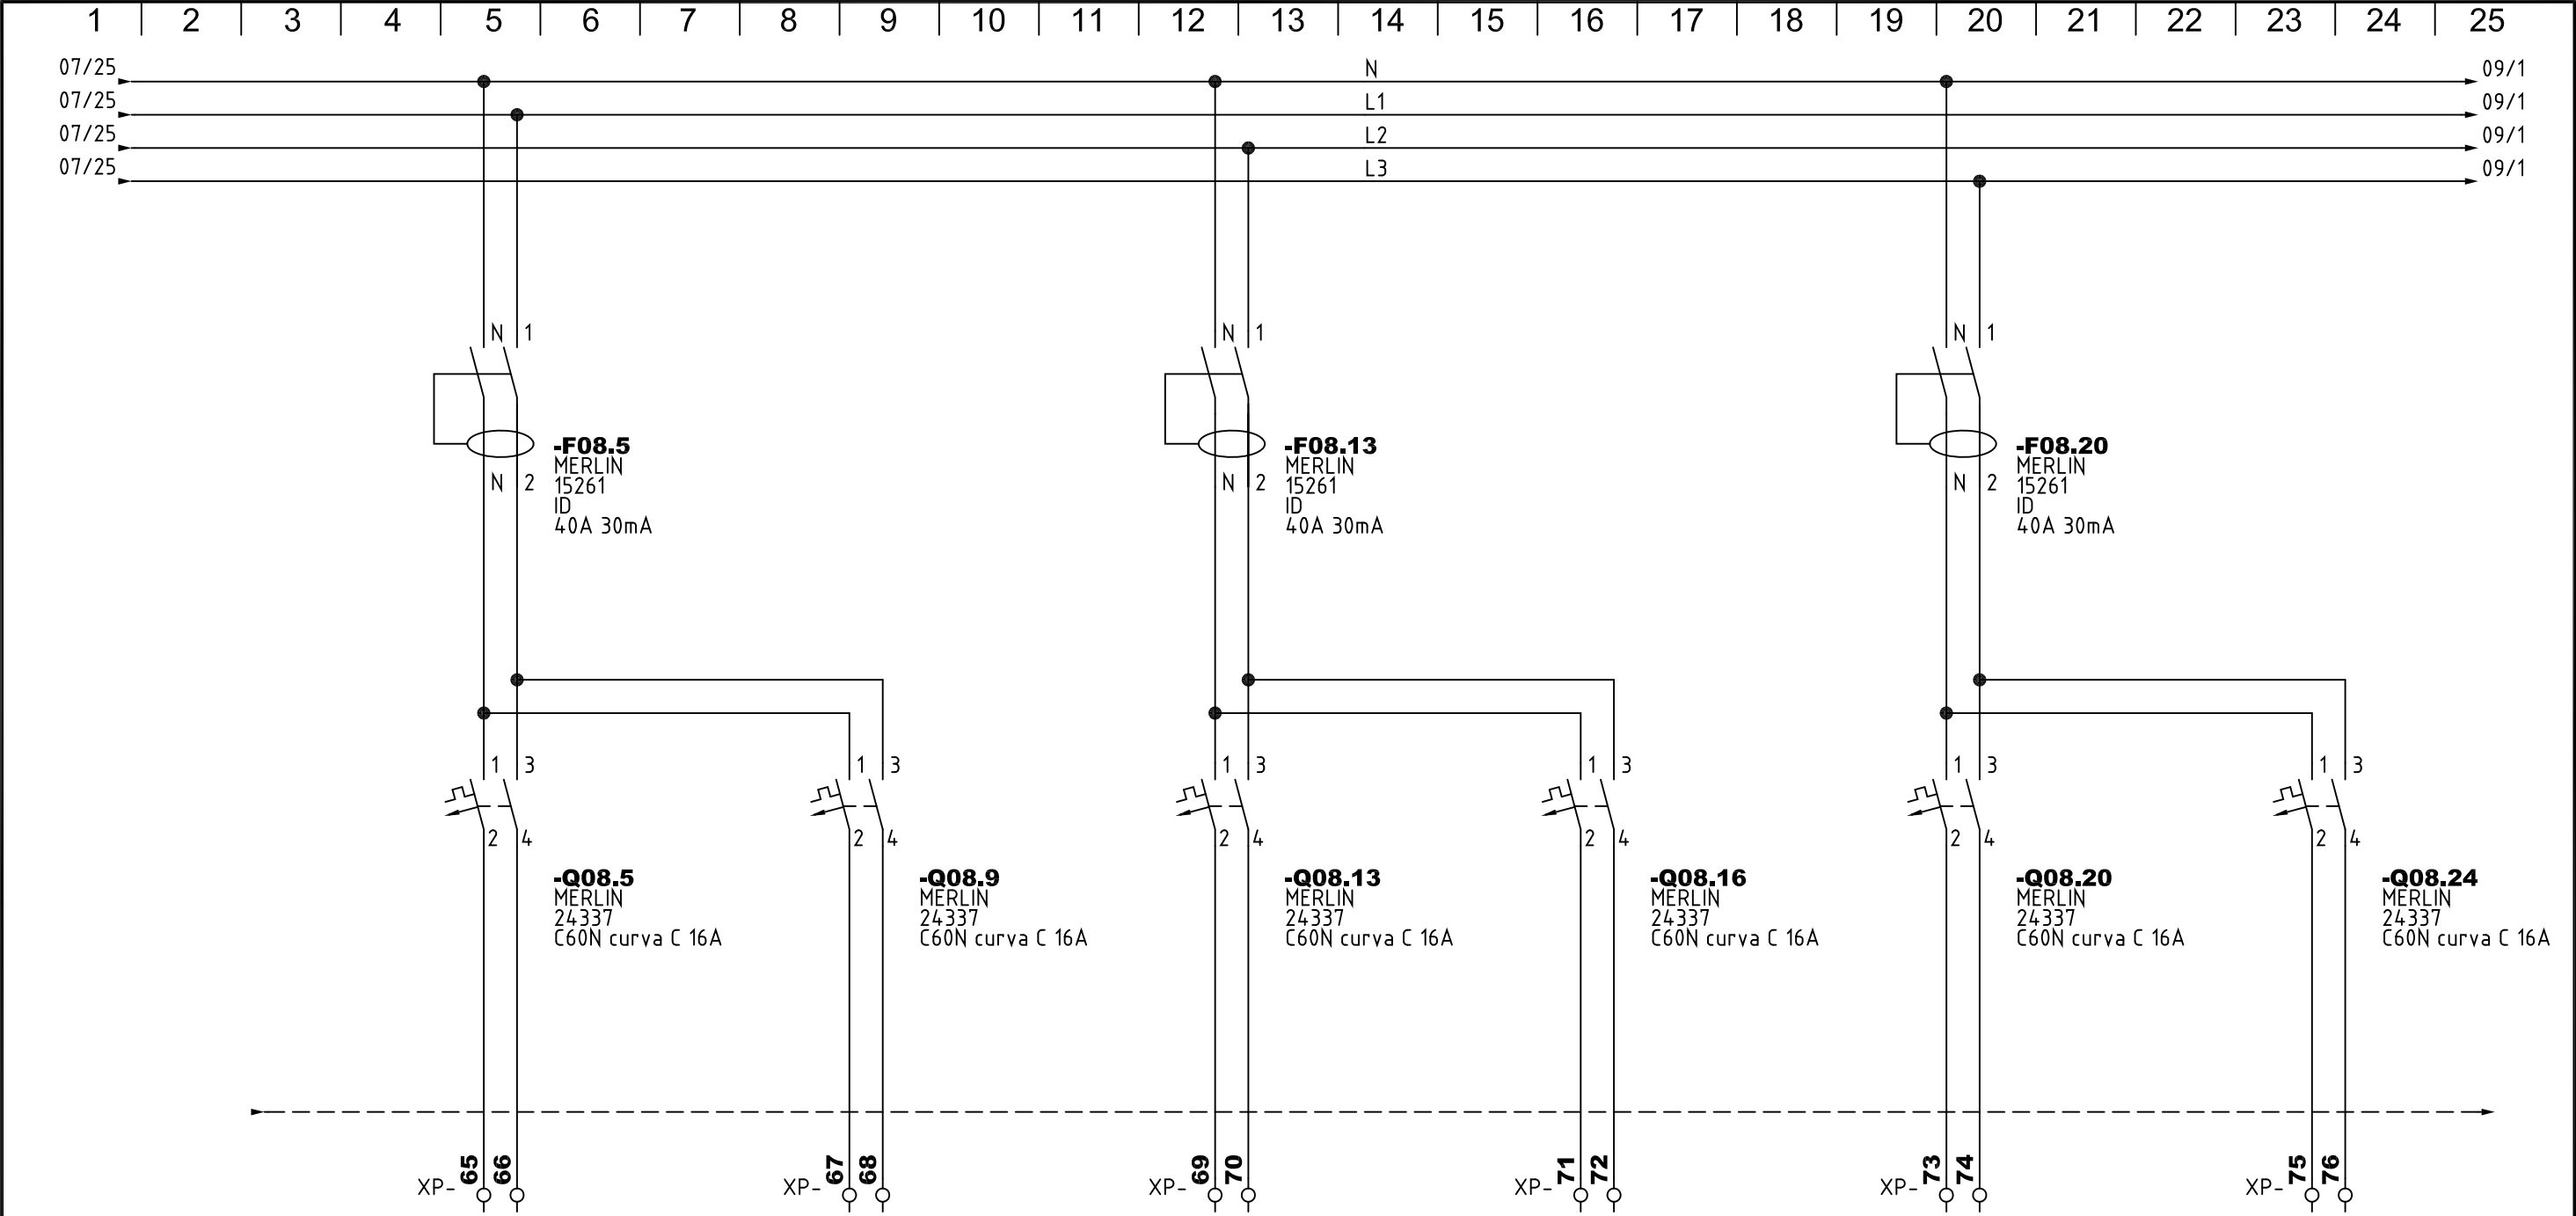 1 2 3 4 5 6 7 8 9 10 11 12 13 14 15 16 17 18 19 20 21 22 23 24 25
07/25 N 09/1
07/25 L1 09/1
07/25 L2 09/1
07/25 L3 09/1
N 1 N 1 N 1
-F08.5 -F08.13 -F08.20
MERLIN MERLIN MERLIN
N 2 15261 N 2 15261 N 2 15261
ID ID ID
40A 30mA 40A 30mA 40A 30mA
1 3 1 3 1 3 1 3 1 3 1 3
2 4 2 4 2 4 2 4 2 4 2 4
-Q08.5 -Q08.9 -Q08.13 -Q08.16 -Q08.20 -Q08.24
MERLIN MERLIN MERLIN MERLIN MERLIN MERLIN
24337 24337 24337 24337 24337 24337
C60N curva C 16A C60N curva C 16A C60N curva C 16A C60N curva C 16A C60N curva C 16A C60N curva C 16A
XP- 65 66 XP- 67 68 XP- 69 70 XP- 71 72 XP- 73 74 XP- 75 76